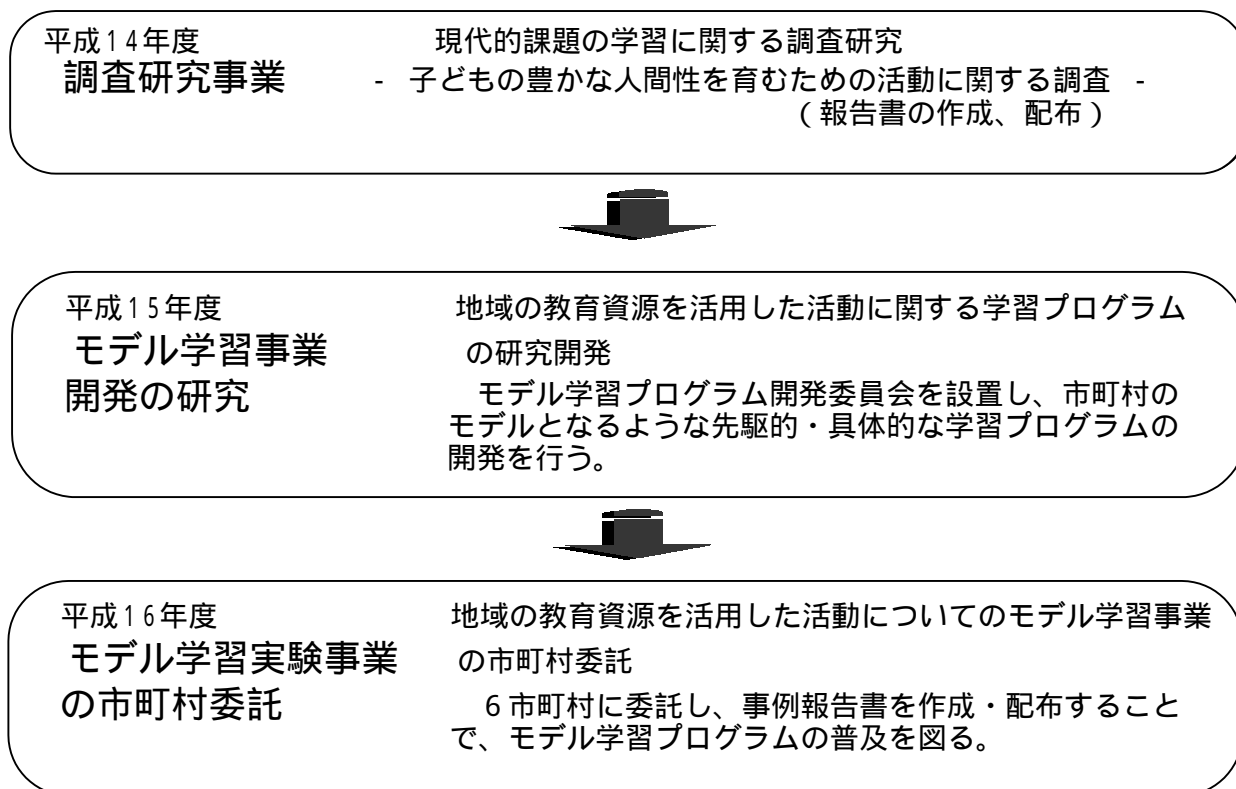 平成14年度　現代的課題の学習に関する調査研究
調査研究事業　- 子どもの豊かな人間性を育むための活動に関する調査 -
（報告書の作成、配布）
平成15年度　地域の教育資源を活用した活動に関する学習プログラム
モデル学習事業　の研究開発
開発の研究　モデル学習プログラム開発委員会を設置し、市町村の
モデルとなるような先駆的・具体的な学習プログラムの
開発を行う。
平成16年度　地域の教育資源を活用した活動についてのモデル学習事業
モデル学習実験事業　の市町村委託
の市町村委託　６市町村に委託し、事例報告書を作成・配布すること
で、モデル学習プログラムの普及を図る。